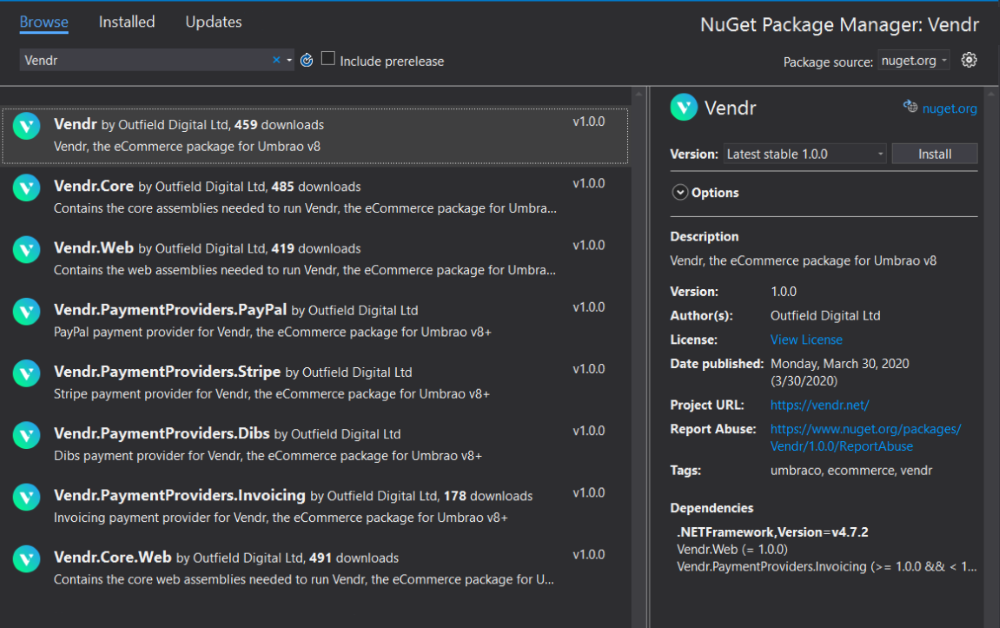 Browse Installed Updates
NuGet Package Manager: Vendr
Vendr
Include prerelease
Package source: nuget.org
Vendr by Outfield Digital Ltd, 459 downloads v1.0.0
Vendr, the eCommerce package for Umbrao v8
Vendr.Core by Outfield Digital Ltd, 485 downloads v1.0.0
Contains the core assemblies needed to run Vendr, the eCommerce package for Umbra...
Vendr.Web by Outfield Digital Ltd, 419 downloads v1.0.0
Contains the web assemblies needed to run Vendr, the eCommerce package for Umbra...
Vendr.PaymentProviders.PayPal by Outfield Digital Ltd v1.0.0
PayPal payment provider for Vendr, the eCommerce package for Umbrao v8+
Vendr.PaymentProviders.Stripe by Outfield Digital Ltd v1.0.0
Stripe payment provider for Vendr, the eCommerce package for Umbrao v8+
Vendr.PaymentProviders.Dibs by Outfield Digital Ltd v1.0.0
Dibs payment provider for Vendr, the eCommerce package for Umbrao v8+
Vendr.PaymentProviders.Invoicing by Outfield Digital Ltd, 178 downloads v1.0.0
Invoicing payment provider for Vendr, the eCommerce package for Umbrao v8+
Vendr.Core.Web by Outfield Digital Ltd, 491 downloads v1.0.0
Contains the core web assemblies needed to run Vendr, the eCommerce package for U...
Vendr nuget.org
Version: Latest stable 1.0.0 Install
Options
Description
Vendr, the eCommerce package for Umbrao v8
Version: 1.0.0
Author(s): Outfield Digital Ltd
License: View License
Date published: Monday, March 30, 2020
(3/30/2020)
Project URL: https://vendr.net/
Report Abuse: https://www.nuget.org/packages/
Vendr/1.0.0/ReportAbuse
Tags: umbraco, ecommerce, vendr
Dependencies
.NETFramework,Version=v4.7.2
Vendr.Web (= 1.0.0)
Vendr.PaymentProviders.Invoicing (>= 1.0.0 && < 1...